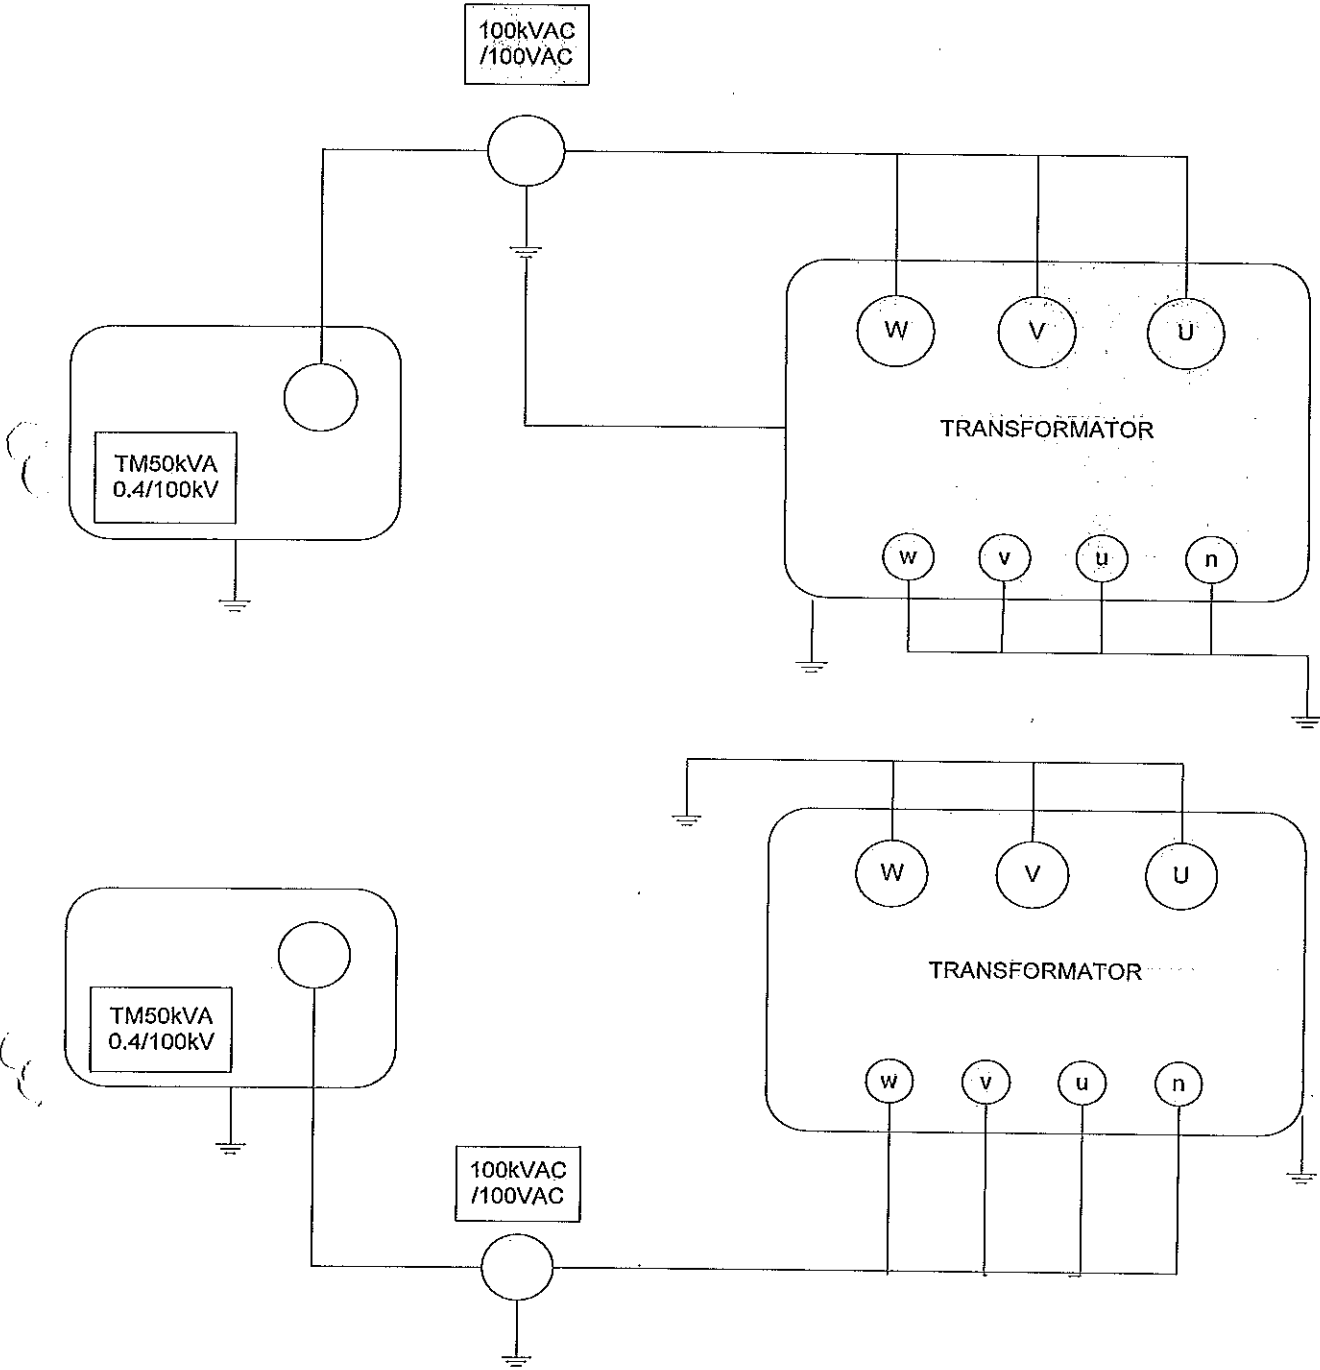 100kVAC
/100VAC
W V U
TRANSFORMATOR
TM50kVA
0.4/100kV
w v u n
W V U
TRANSFORMATOR
TM50kVA
0.4/100kV
w v u n
100kVAC
/100VAC